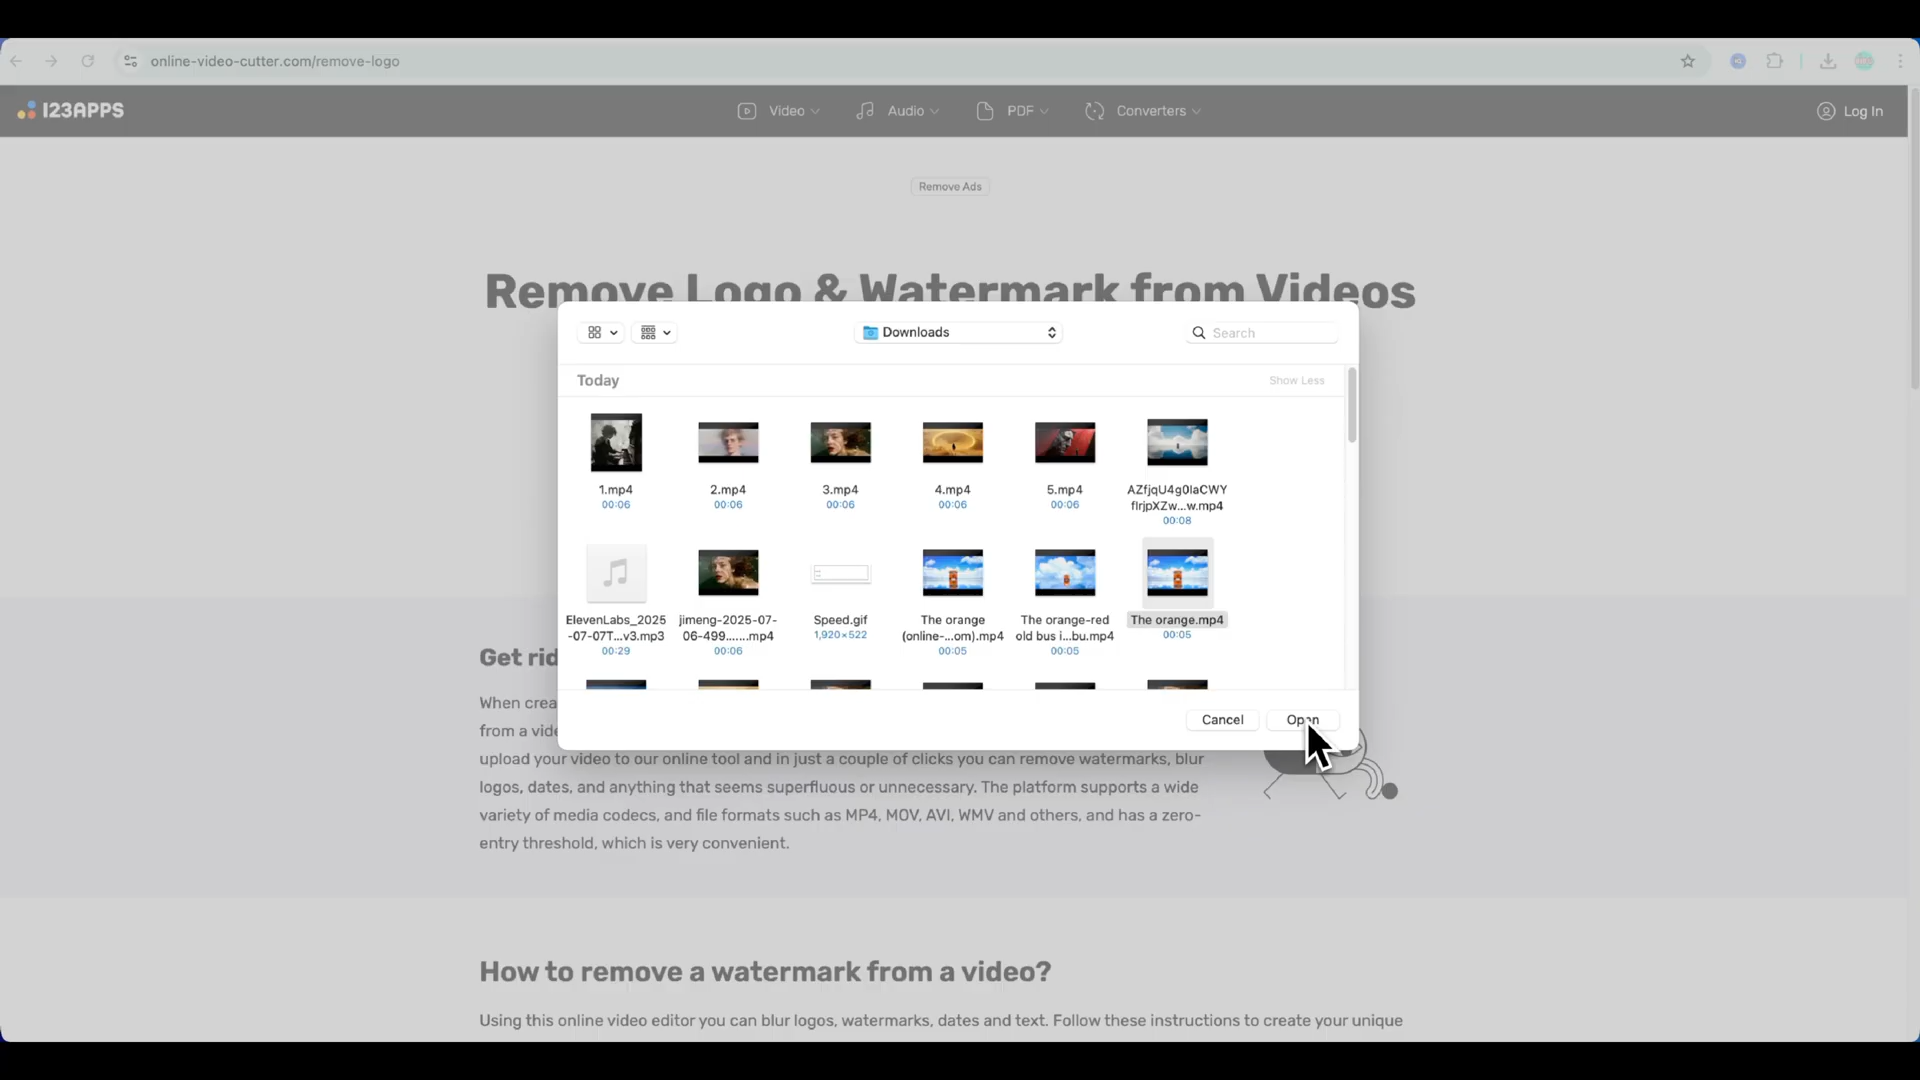 online-video-cutter.com/remove-logo
123APPS
Video
Audio
PDF
Converters
Log In
Remove Ads
Remove Logo & Watermark from Videos
Downloads
Search
Today
Show Less
1.mp4
00:06
2.mp4
00:06
3.mp4
00:06
4.mp4
00:06
5.mp4
00:06
AZfjqU4g0laCWY
flrjpXZw...w.mp4
00:08
ElevenLabs_2025
-07-07T...v3.mp3
00:29
jimeng-2025-07-
06-499.......mp4
00:06
Speed.gif
1,920×522
The orange
(online-...om).mp4
00:05
The orange-red
old bus i...bu.mp4
00:05
The orange.mp4
00:05
Cancel
Open
Get rid
When crea
from a vide
upload your video to our online tool and in just a couple of clicks you can remove watermarks, blur
logos, dates, and anything that seems superfluous or unnecessary. The platform supports a wide
variety of media codecs, and file formats such as MP4, MOV, AVI, WMV and others, and has a zero-
entry threshold, which is very convenient.
How to remove a watermark from a video?
Using this online video editor you can blur logos, watermarks, dates and text. Follow these instructions to create your unique